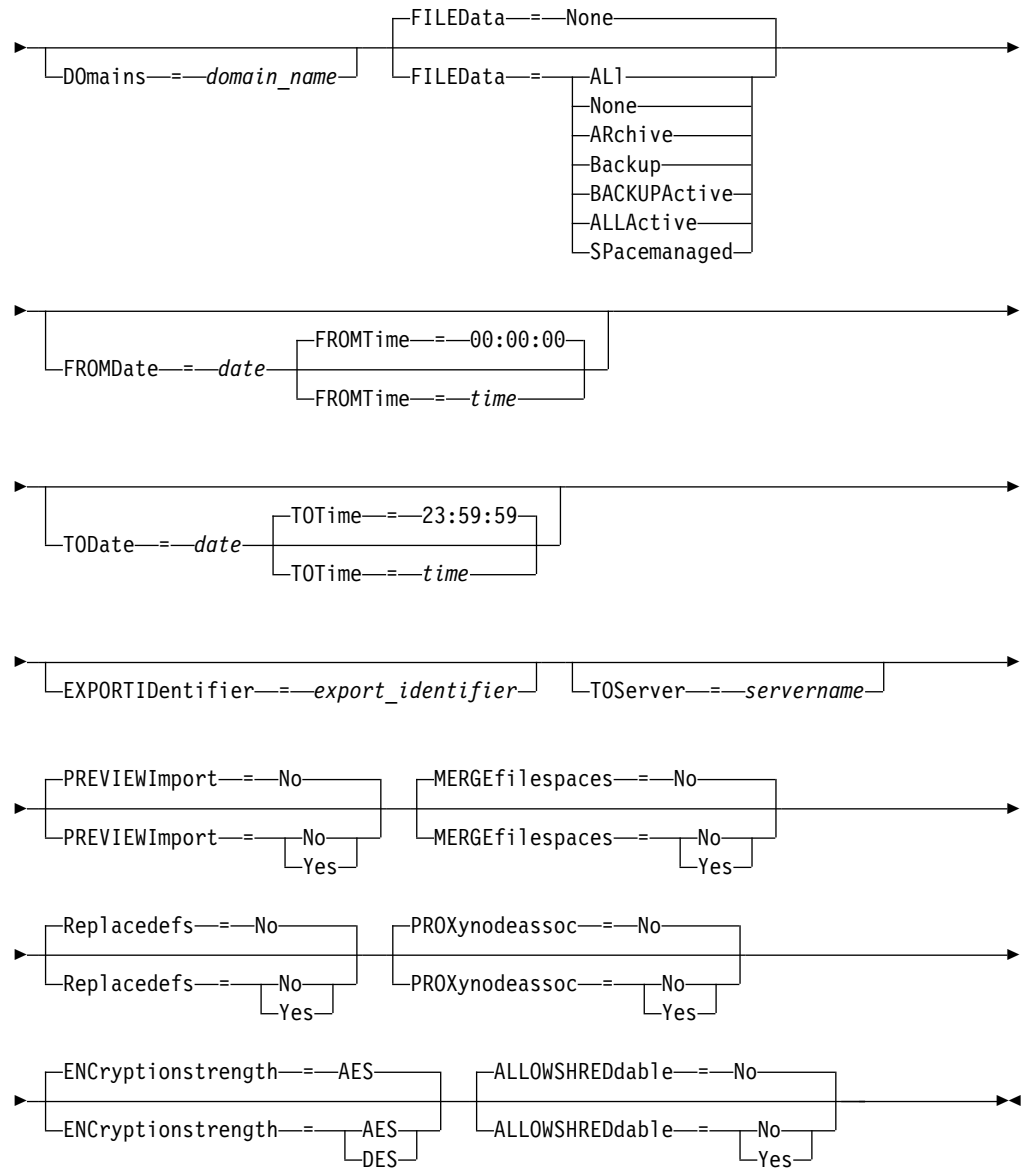 FILEData = None
DOmains = domain_name FILEData = ALl
None
ARchive
Backup
BACKUPActive
ALLActive
SPacemanaged
FROMTime = 00:00:00
FROMDate = date
FROMTime = time
TOTime = 23:59:59
TODate = date
TOTime = time
EXPORTIDentifier = export_identifier TOServer = servername
PREVIEWImport = No MERGEfilespaces = No
PREVIEWImport = No MERGEfilespaces = No
Yes Yes
Replacedefs = No PROXynodeassoc = No
Replacedefs = No PROXynodeassoc = No
Yes Yes
ENCryptionstrength = AES ALLOWSHREDdable = No
ENCryptionstrength = AES ALLOWSHREDdable = No
DES Yes